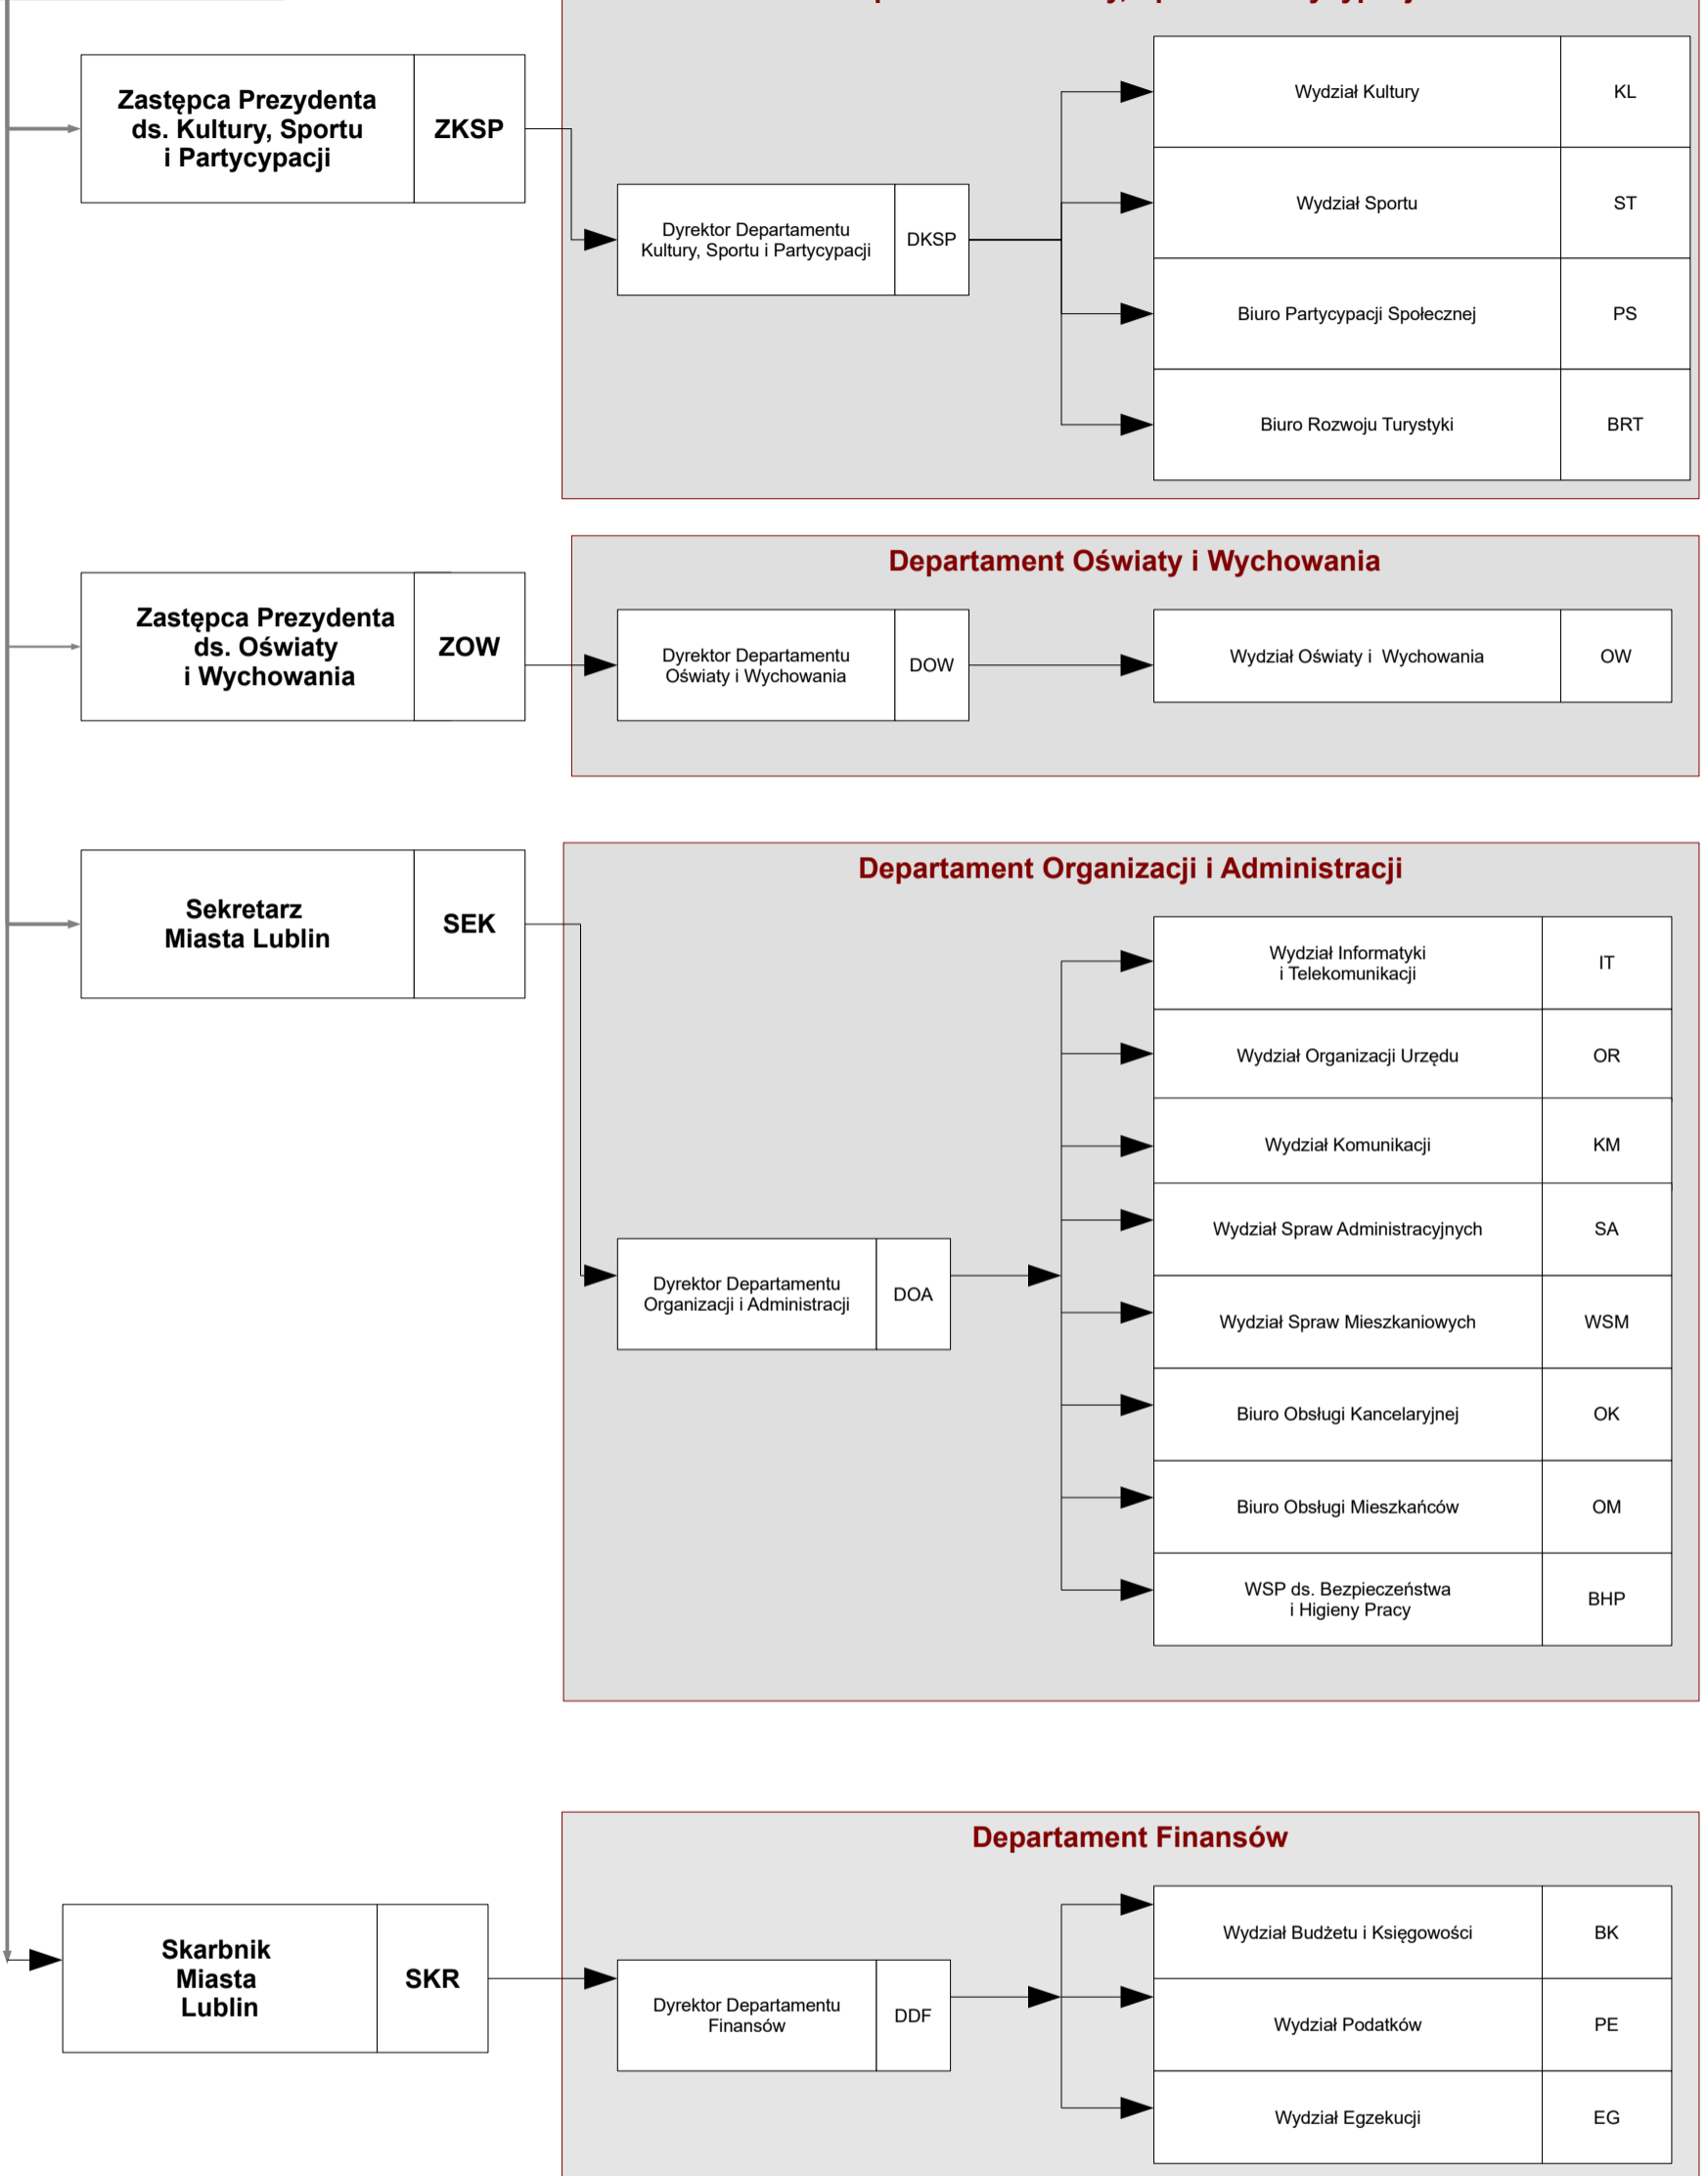 Zastępca Prezydenta
ds. Kultury, Sportu
i Partycypacji
ZKSP
Dyrektor Departamentu
Kultury, Sportu i Partycypacji
DKSP
Wydział Kultury
KL
Wydział Sportu
ST
Biuro Partycypacji Społecznej
PS
Biuro Rozwoju Turystyki
BRT
Departament Oświaty i Wychowania
Zastępca Prezydenta
ds. Oświaty
i Wychowania
ZOW
Dyrektor Departamentu
Oświaty i Wychowania
DOW
Wydział Oświaty i  Wychowania
OW
Departament Organizacji i Administracji
Sekretarz
Miasta Lublin
SEK
Dyrektor Departamentu
Organizacji i Administracji
DOA
Wydział Informatyki
i Telekomunikacji
IT
Wydział Organizacji Urzędu
OR
Wydział Komunikacji
KM
Wydział Spraw Administracyjnych
SA
Wydział Spraw Mieszkaniowych
WSM
Biuro Obsługi Kancelaryjnej
OK
Biuro Obsługi Mieszkańców
OM
WSP ds. Bezpieczeństwa
i Higieny Pracy
BHP
Departament Finansów
Skarbnik
Miasta
Lublin
SKR
Dyrektor Departamentu
Finansów
DDF
Wydział Budżetu i Księgowości
BK
Wydział Podatków
PE
Wydział Egzekucji
EG